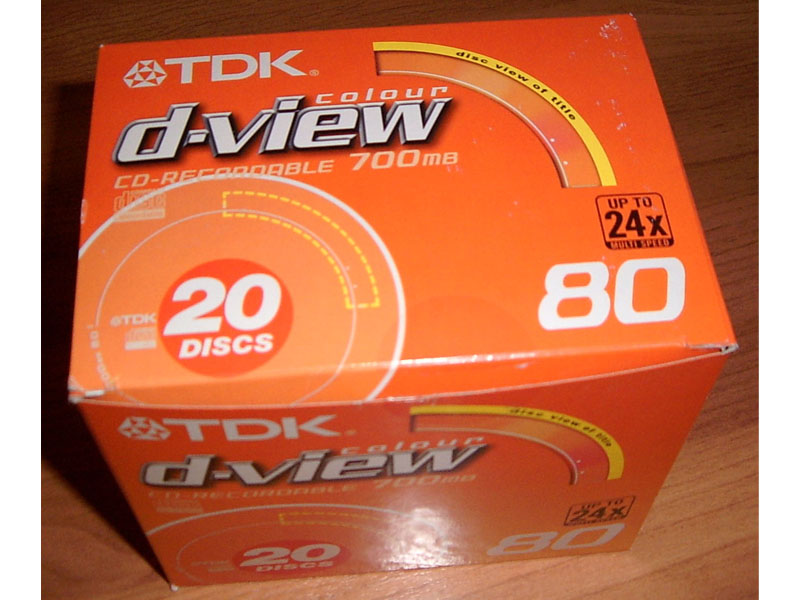 TDK®
disc view of title
colour
d-view
CD-RECORDABLE 700MB
UP TO
24x
MULTI SPEED
20
DISCS
80
TDK
TDK
disc view of title
colour
d-view
CD-RECORDABLE 700MB
UP TO
24x
20
DISCS
80